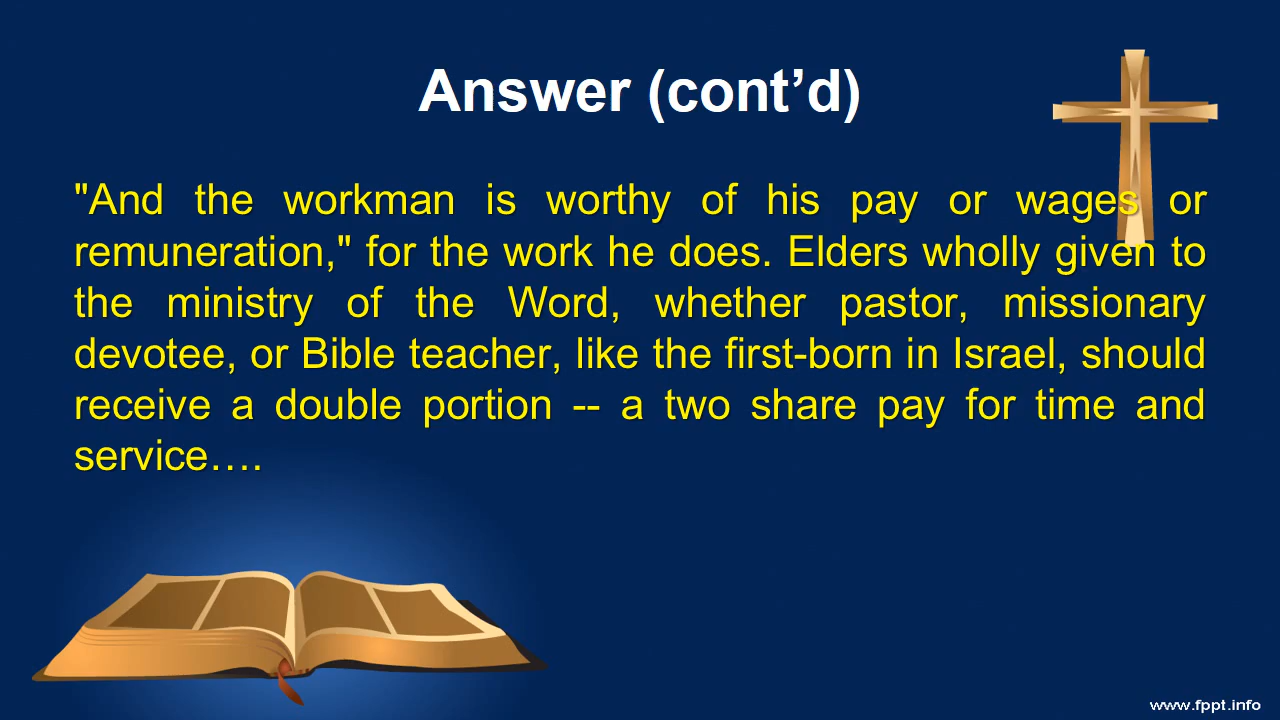 Answer (cont’d)
"And the workman is worthy of his pay or wages or
remuneration," for the work he does. Elders wholly given to
the ministry of the Word, whether pastor, missionary
devotee, or Bible teacher, like the first-born in Israel, should
receive a double portion -- a two share pay for time and
service….
www.fppt.info